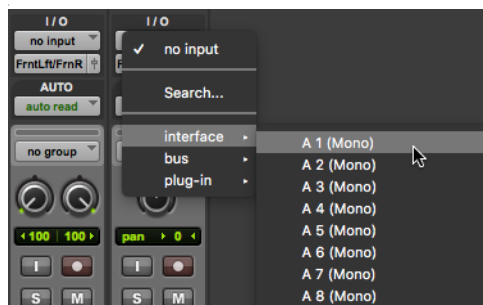 I / O
I / O
no input
✓ no input
FrntLft/FrnR
F
Search...
AUTO
auto read
interface
A 1 (Mono)
no group
bus
A 2 (Mono)
plug-in
A 3 (Mono)
A 4 (Mono)
100 100
pan 0
A 5 (Mono)
A 6 (Mono)
I
I
A 7 (Mono)
S M
S M
A 8 (Mono)